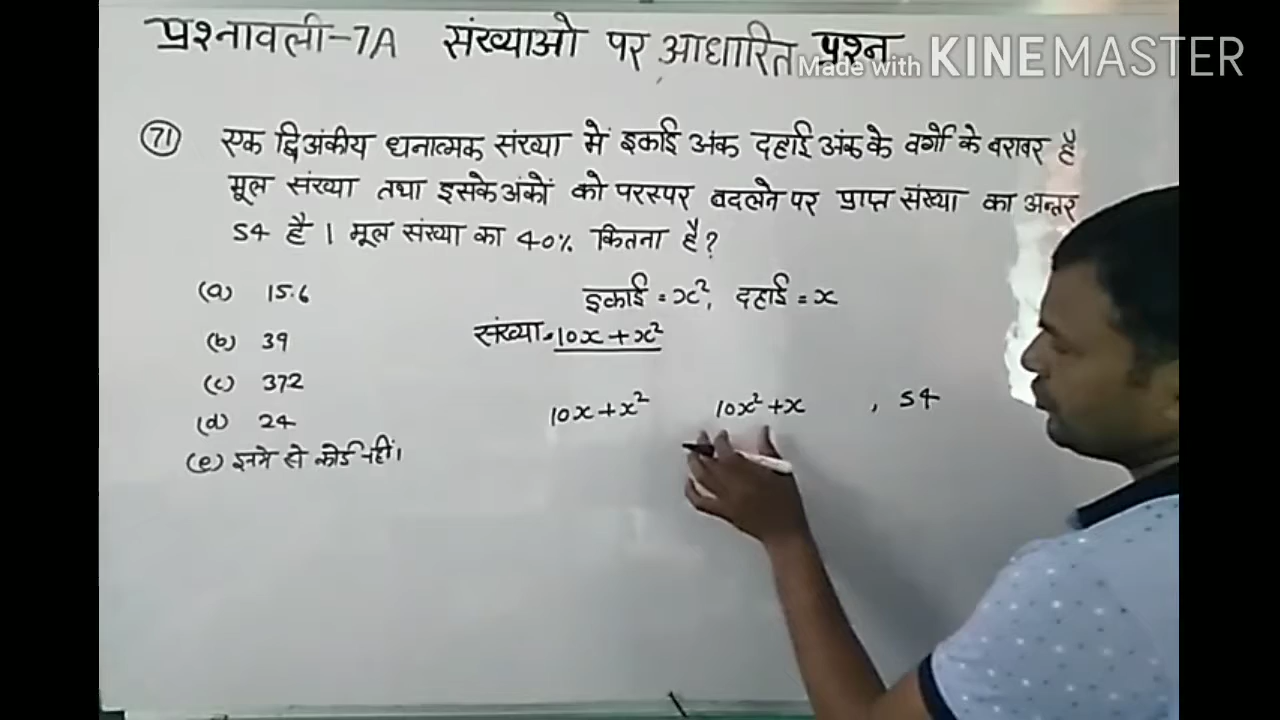 प्रश्नावली-7A संख्याओ पर आधारित प्रश्न
Made with KINEMASTER
71 एक द्विअंकीय धनात्मक संख्या में इकाई अंक दहाई अंक के वर्गो के बराबर है
मूल संख्या तथा इसके अंकों को परस्पर बदलने पर प्राप्त संख्या का अन्तर
54 है । मूल संख्या का 40% कितना है ?
(a) 15.6
(b) 39
(c) 372
(d) 24
(e) इनमे से कोई नहीं।
इकाई = x², दहाई = x
संख्या = 10x + x²
10x + x² 10x² + x , 54